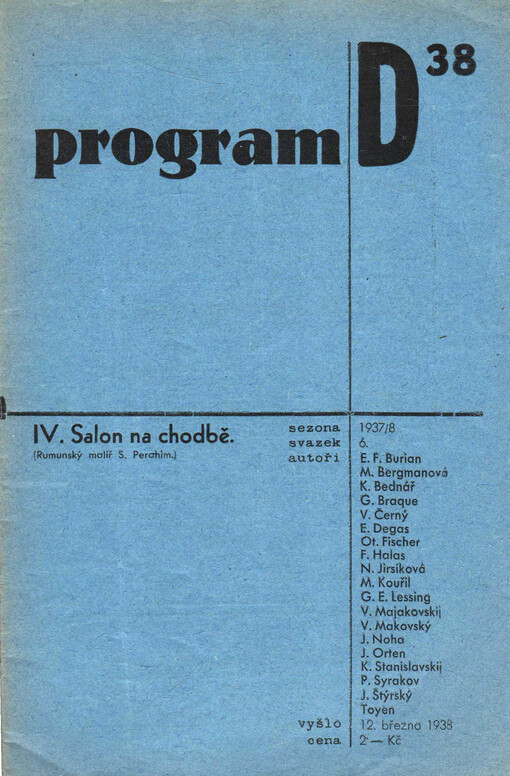 program D 38
IV. Salon na chodbě.
(Rumunský malíř S. Perahim.)
sezona 1937/8
svazek 6.
autoři E. F. Burian
M. Bergmanová
K. Bednář
G. Braque
V. Černý
E. Degas
Ot. Fischer
F. Halas
N. Jirsíková
M. Kouřil
G. E. Lessing
V. Majakovskij
V. Makovský
J. Noha
J. Orten
K. Stanislavskij
P. Syrakov
J. Štýrský
Toyen
vyšlo 12. března 1938
cena 2·— Kč